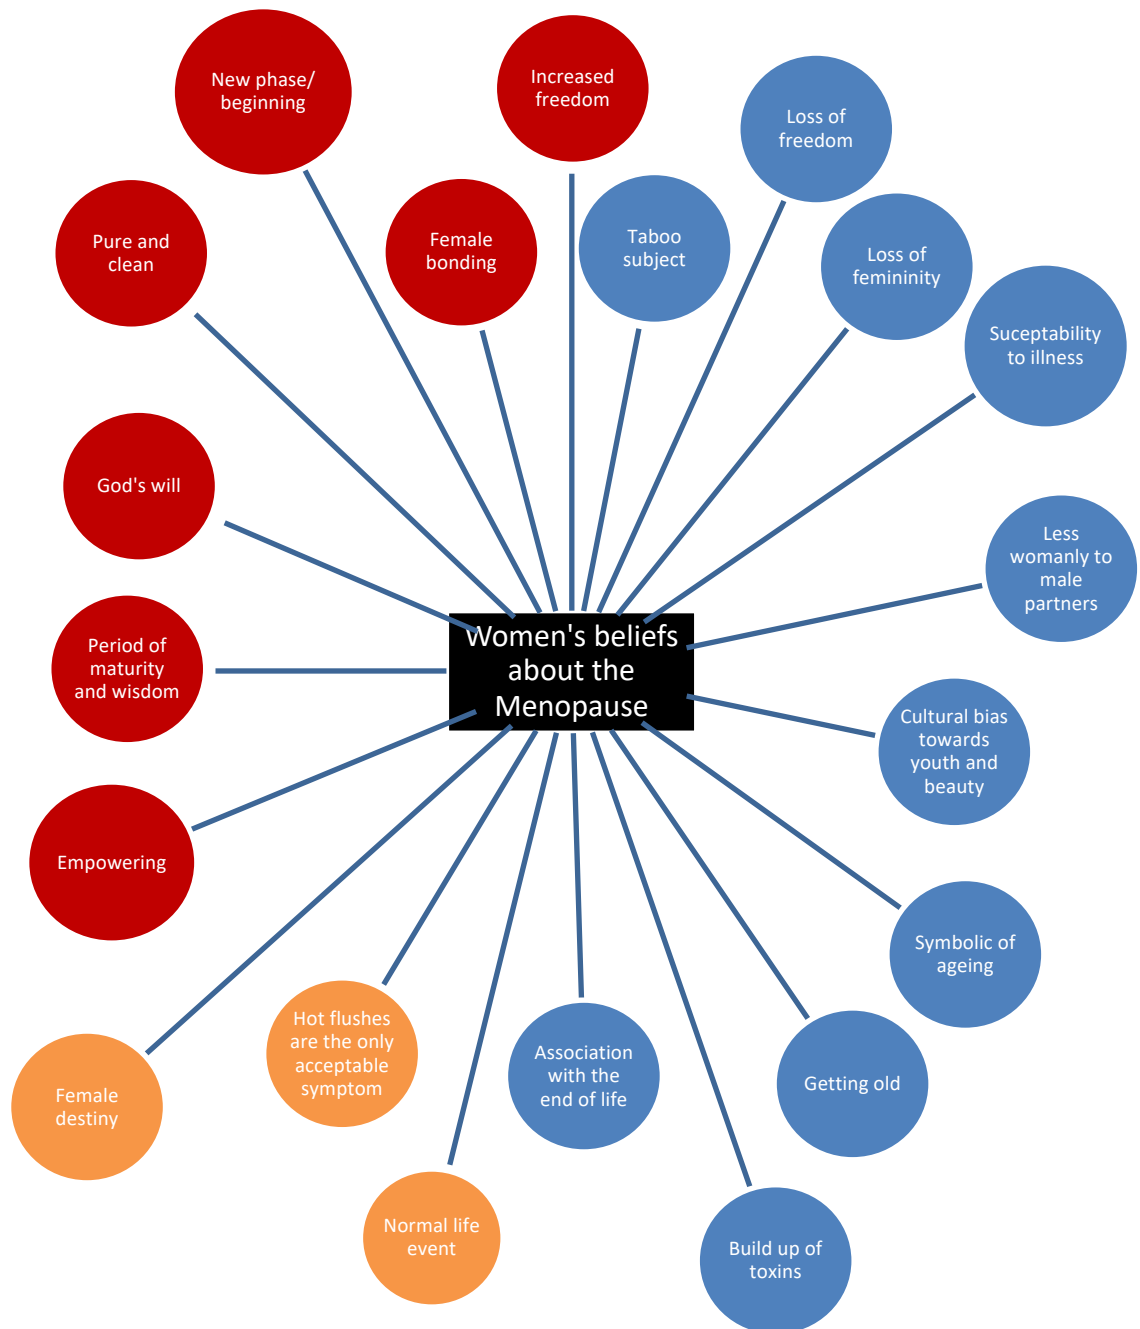 New phase/
beginning
Increased
freedom
Loss of
freedom
Pure and
clean
Female
bonding
Taboo
subject
Loss of
femininity
Suceptability
to illness
God's will
Less
womanly to
male
partners
Women's beliefs
about the
Menopause
Period of
maturity
and wisdom
Cultural bias
towards
youth and
beauty
Empowering
Symbolic of
ageing
Hot flushes
are the only
acceptable
symptom
Association
with the
end of life
Getting old
Female
destiny
Normal life
event
Build up of
toxins